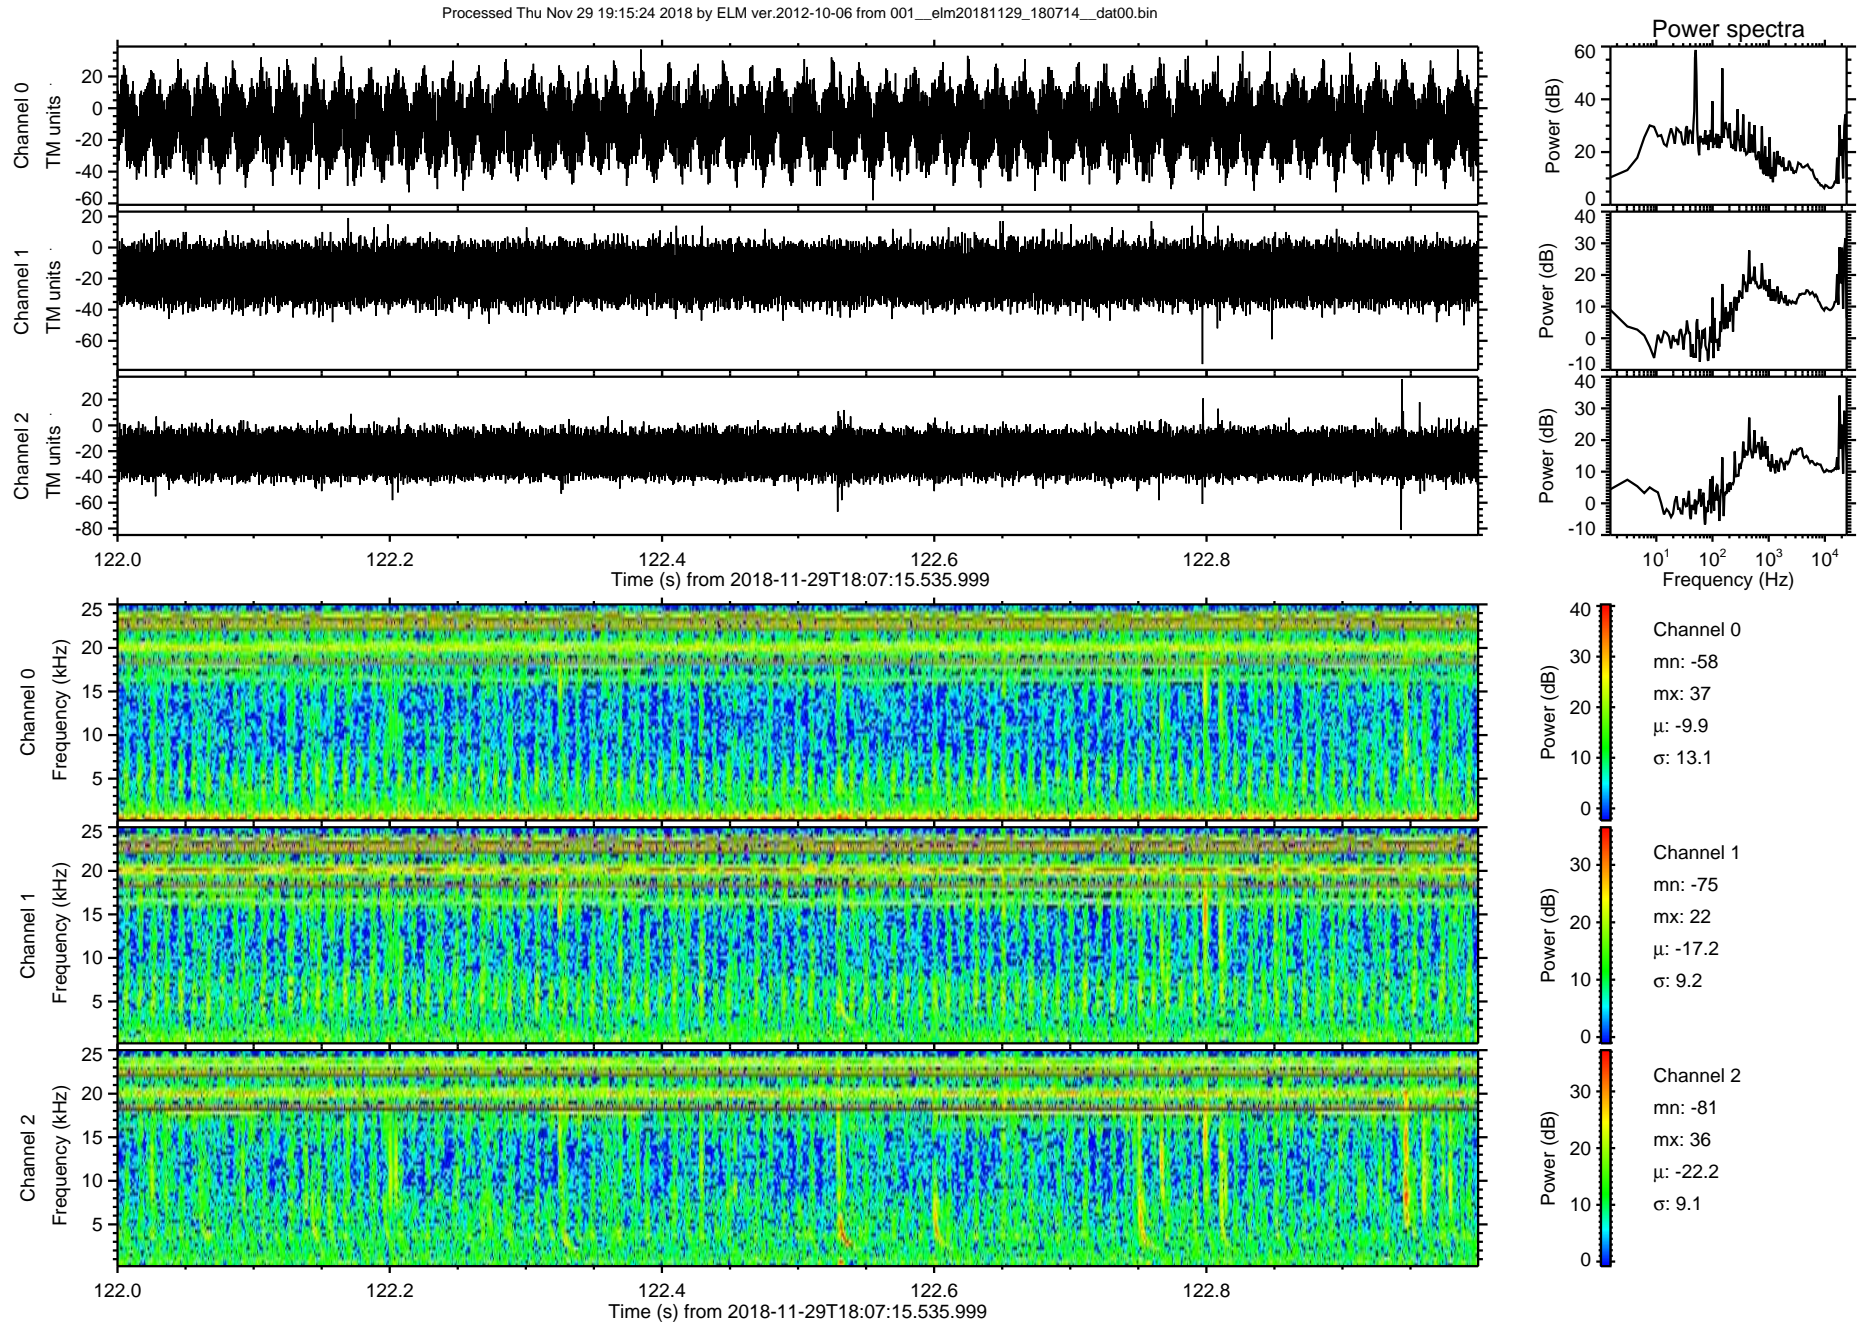 Processed Thu Nov 29 19:15:24 2018 by ELM ver.2012-10-06 from 001__elm20181129_180714__dat00.bin
Power spectra
Channel 0
TM units
20
0
-20
-40
-60
Power (dB)
60
40
20
0
Channel 1
TM units
20
0
-20
-40
-60
Power (dB)
40
30
20
10
0
-10
Channel 2
TM units
20
0
-20
-40
-60
-80
Power (dB)
40
30
20
10
0
-10
122.0 122.2 122.4 122.6 122.8
Time (s) from 2018-11-29T18:07:15.535.999
10¹ 10² 10³ 10⁴
Frequency (Hz)
Channel 0
Frequency (kHz)
25
20
15
10
5
Power (dB)
40
30
20
10
0
Channel 0
mn: -58
mx: 37
μ: -9.9
σ: 13.1
Channel 1
Frequency (kHz)
25
20
15
10
5
Power (dB)
30
20
10
0
Channel 1
mn: -75
mx: 22
μ: -17.2
σ: 9.2
Channel 2
Frequency (kHz)
25
20
15
10
5
Power (dB)
30
20
10
0
Channel 2
mn: -81
mx: 36
μ: -22.2
σ: 9.1
122.0 122.2 122.4 122.6 122.8
Time (s) from 2018-11-29T18:07:15.535.999